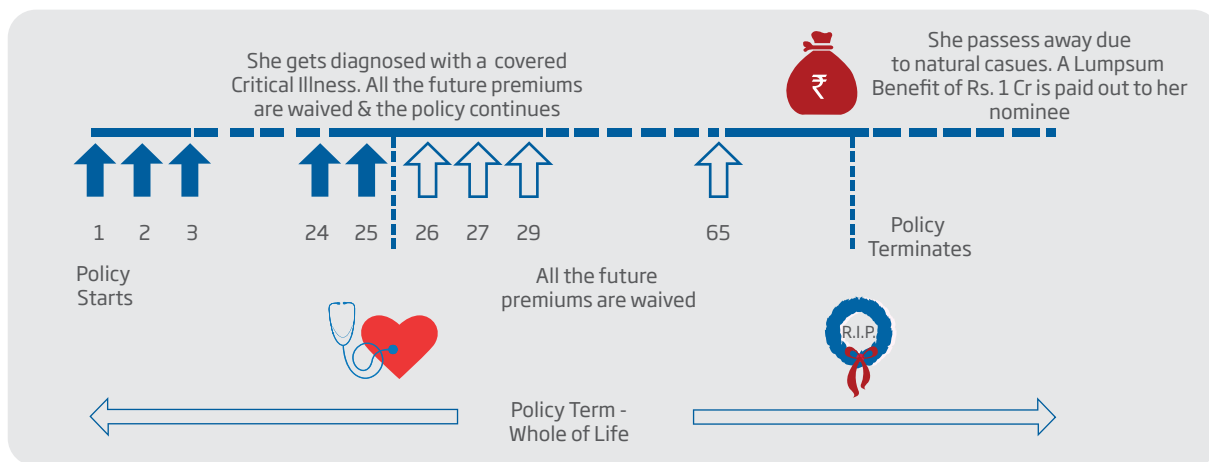 She gets diagnosed with a covered
Critical Illness. All the future premiums
are waived & the policy continues
₹
She passess away due
to natural casues. A Lumpsum
Benefit of Rs. 1 Cr is paid out to her
nominee
1 2 3 24 25 26 27 29 65
Policy
Terminates
Policy
Starts
All the future
premiums are waived
R.I.P.
Policy Term -
Whole of Life